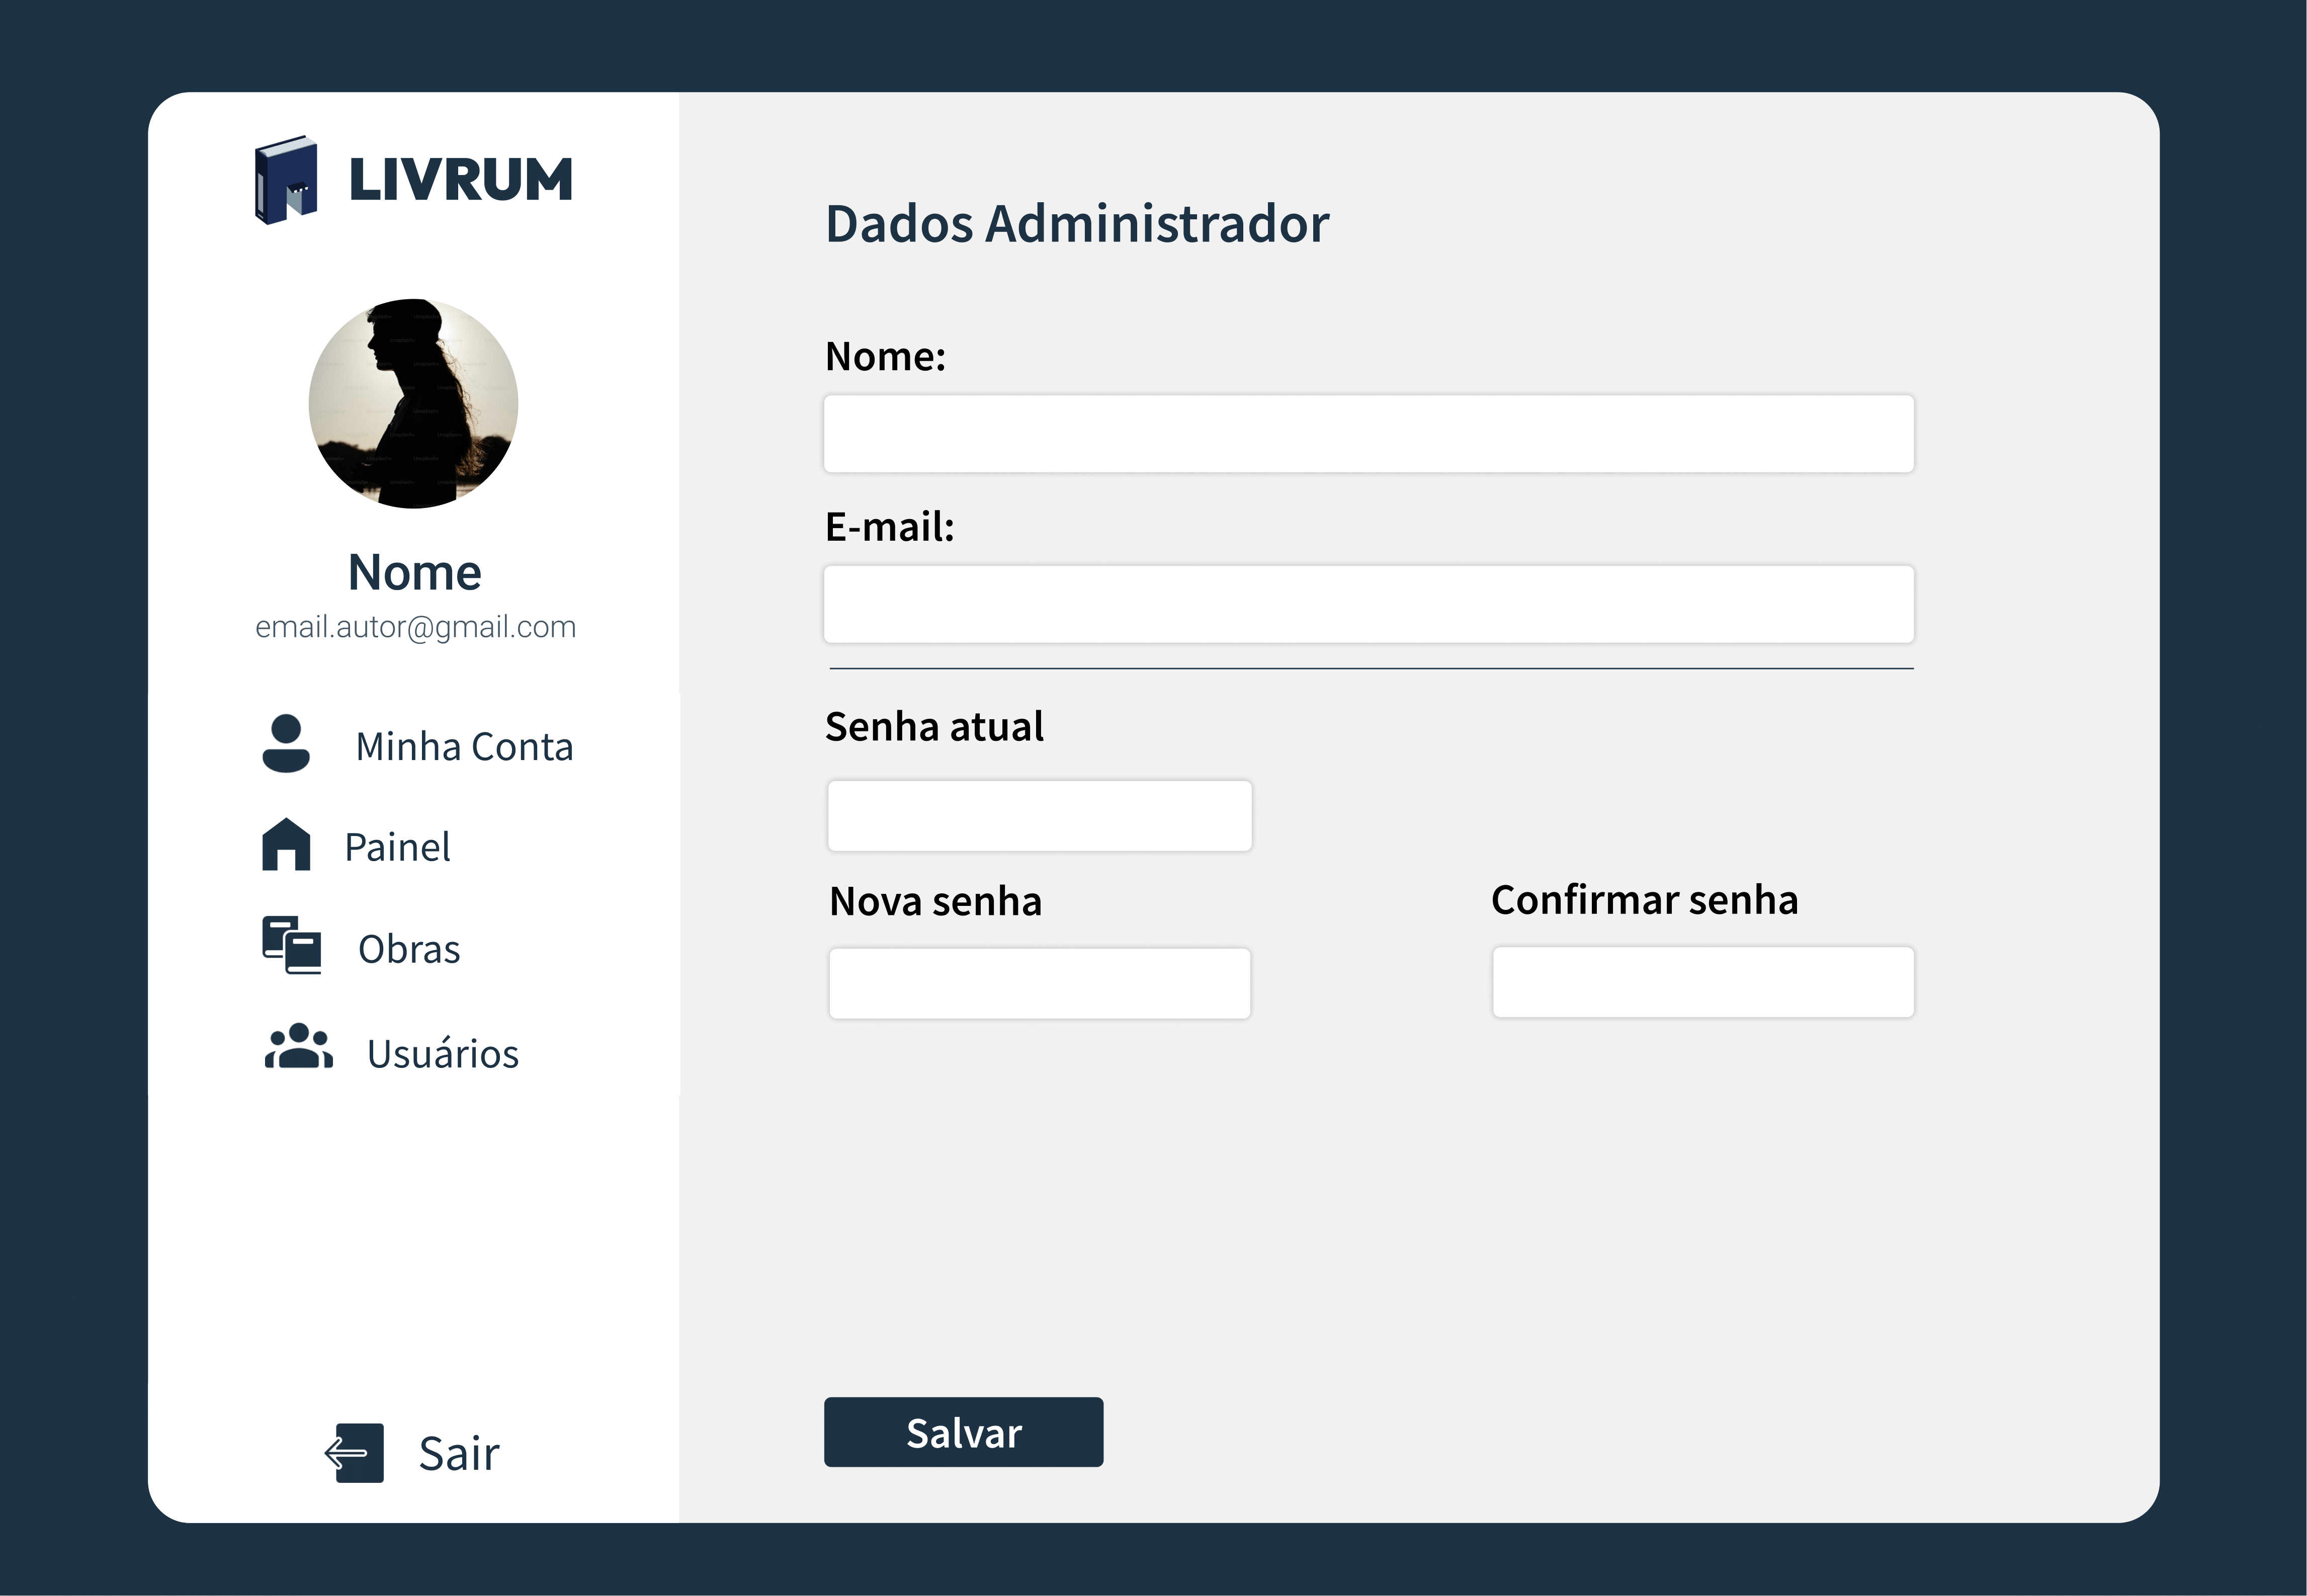 LIVRUM
Nome
email.autor@gmail.com
Minha Conta
Painel
Obras
Usuários
Sair
Dados Administrador
Nome:
E-mail:
Senha atual
Nova senha
Confirmar senha
Salvar